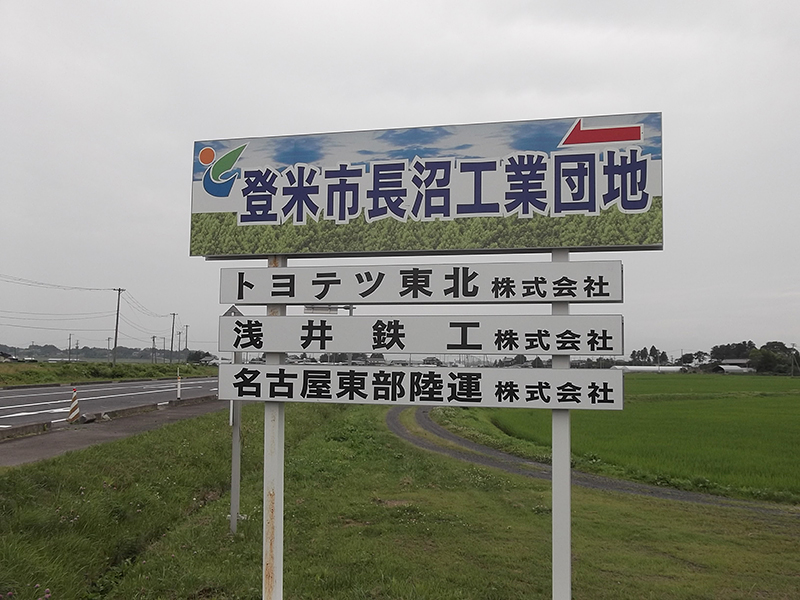 登米市長沼工業団地
トヨテツ東北 株式会社
浅井鉄工 株式会社
名古屋東部陸運 株式会社